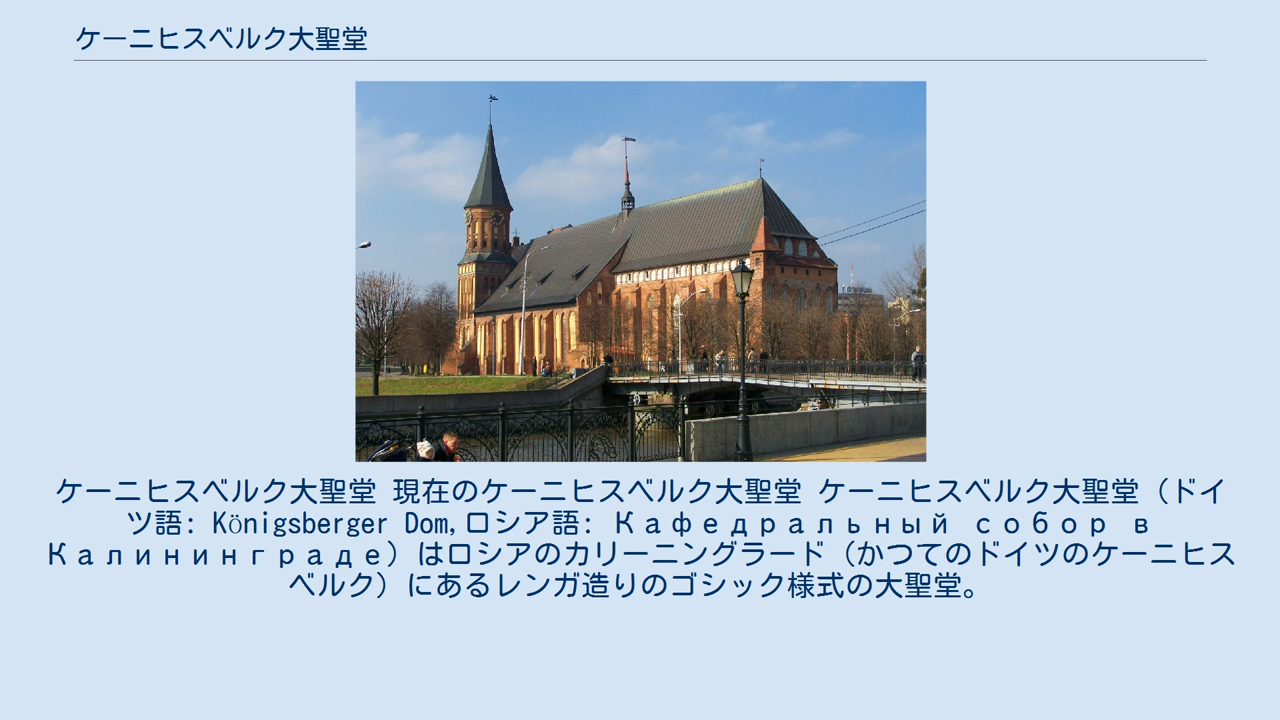 ケーニヒスベルク大聖堂
ケーニヒスベルク大聖堂 現在のケーニヒスベルク大聖堂 ケーニヒスベルク大聖堂（ドイ
ツ語: Königsberger Dom,ロシア語: Кафедральный собор в
Калининграде）はロシアのカリーニングラード（かつてのドイツのケーニヒス
ベルク）にあるレンガ造りのゴシック様式の大聖堂。